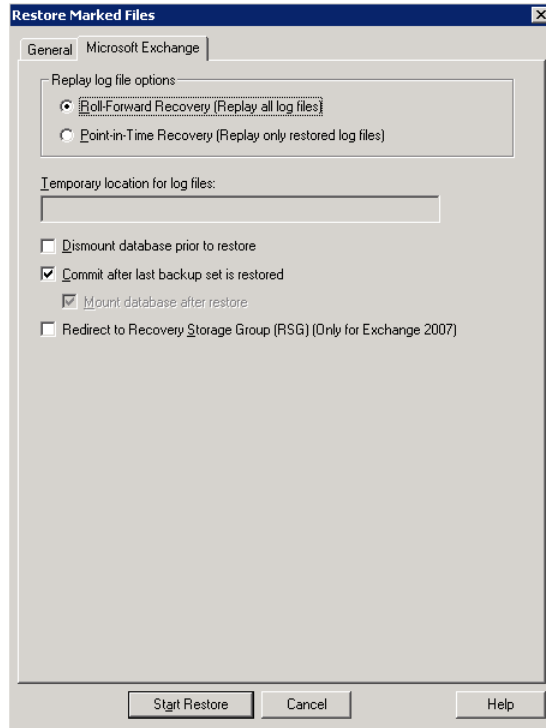 Restore Marked Files
General
Microsoft Exchange
Replay log file options
Roll-Forward Recovery (Replay all log files)
Point-in-Time Recovery (Replay only restored log files)
Temporary location for log files:
Dismount database prior to restore
Commit after last backup set is restored
Mount database after restore
Redirect to Recovery Storage Group (RSG) (Only for Exchange 2007)
Start Restore
Cancel
Help